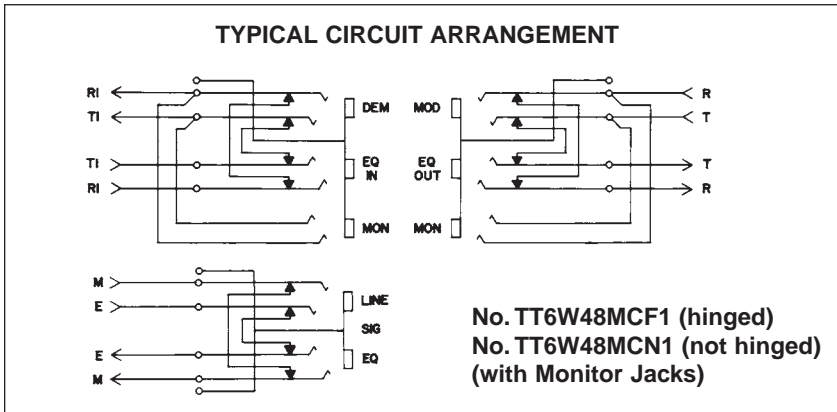 TYPICAL CIRCUIT ARRANGEMENT
RI
TI
TI
RI
DEM
EQ
IN
MON
MOD
EQ
OUT
MON
R
T
T
R
M
E
E
M
LINE
SIG
EQ
No. TT6W48MCF1 (hinged)
No. TT6W48MCN1 (not hinged)
(with Monitor Jacks)